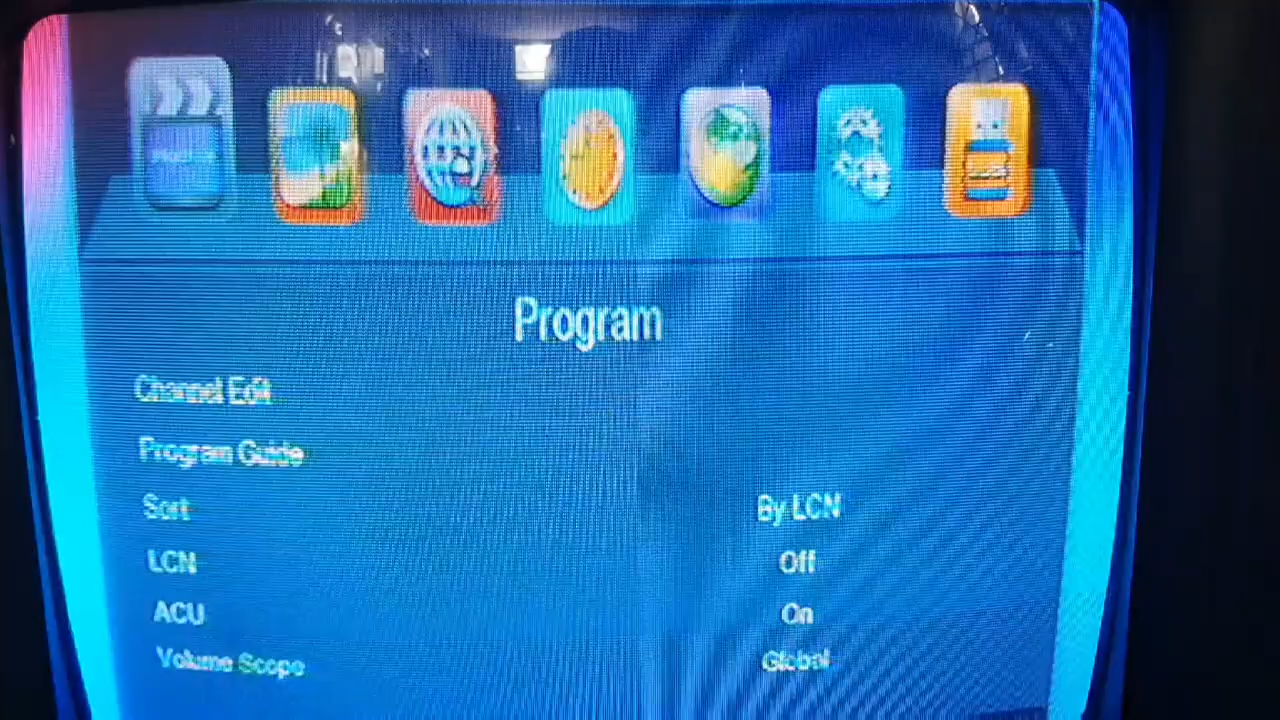 Program
Channel Edit
Program Guide
Sort By LCN
LCN Off
ACU On
Volume Scope Global